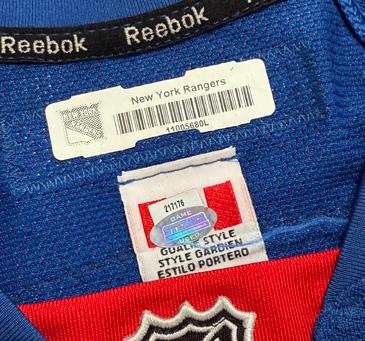 Reebok Reebok
New York Rangers
11005680L
217176
GAME
GOALIE STYLE
STYLE GARDIEN
ESTILO PORTERO